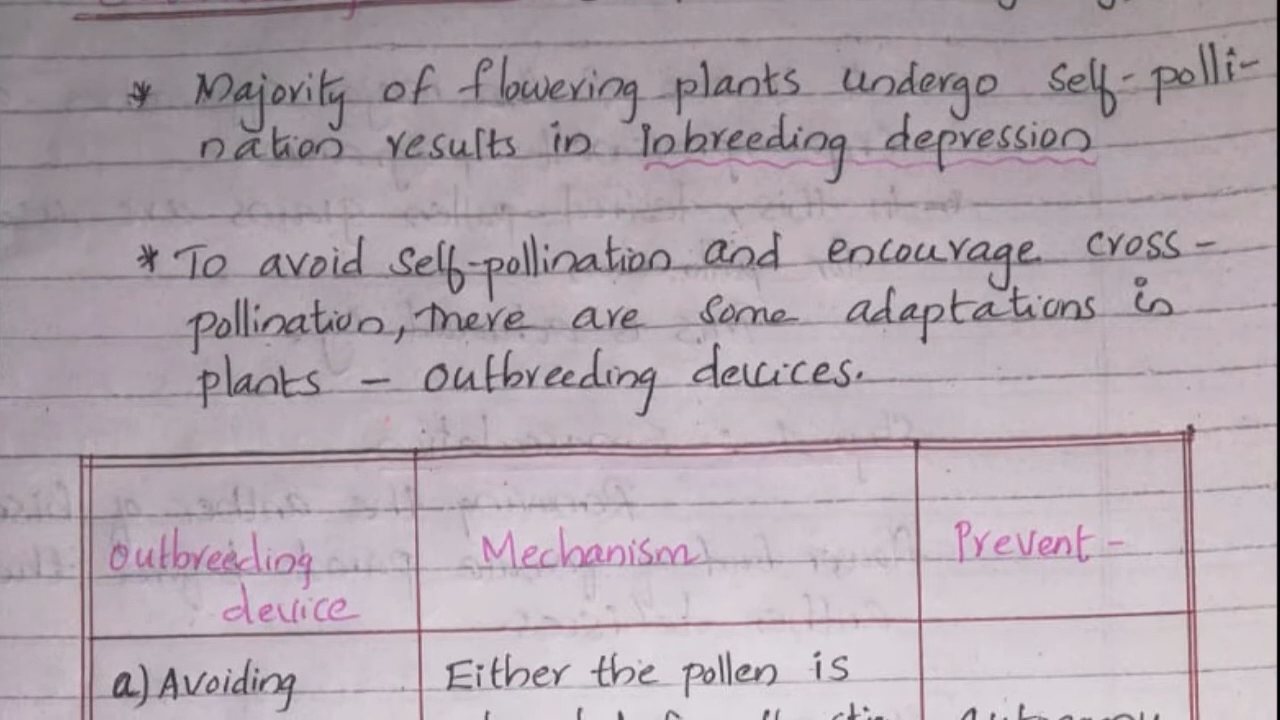 * Majority of flowering plants undergo self-polli-
nation results in Inbreeding depression
* To avoid self-pollination and encourage cross-
pollination, there are some adaptations in
plants - outbreeding devices.
Outbreeding device
Mechanism
Prevent -
a) Avoiding
Either the pollen is